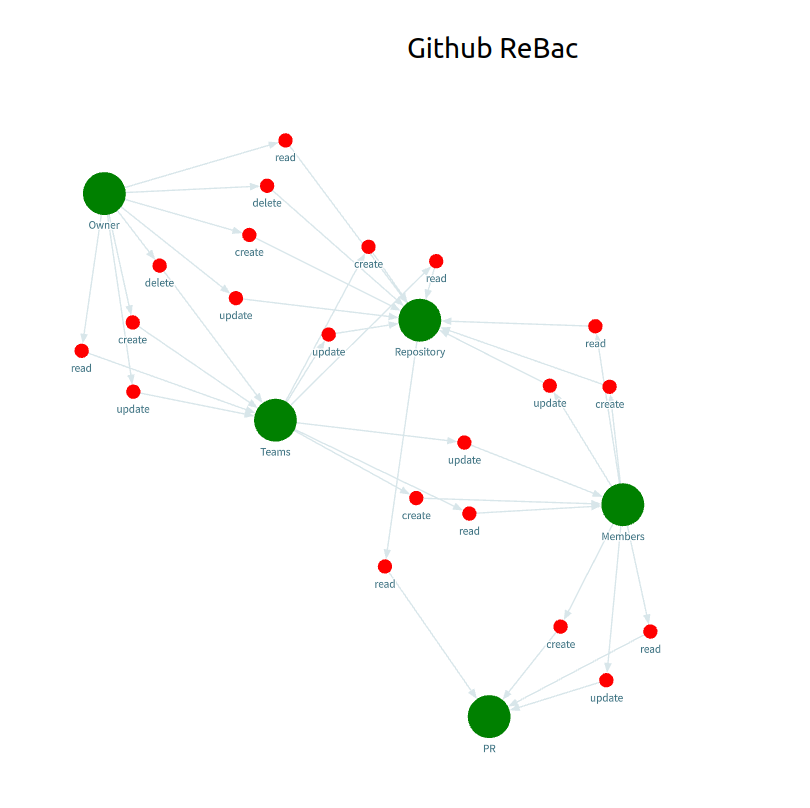 Github ReBac
read
Owner
delete
create
create
read
delete
update
create
update
read
Repository
read
read
update
update
create
Teams
update
create
read
Members
read
create
read
update
PR